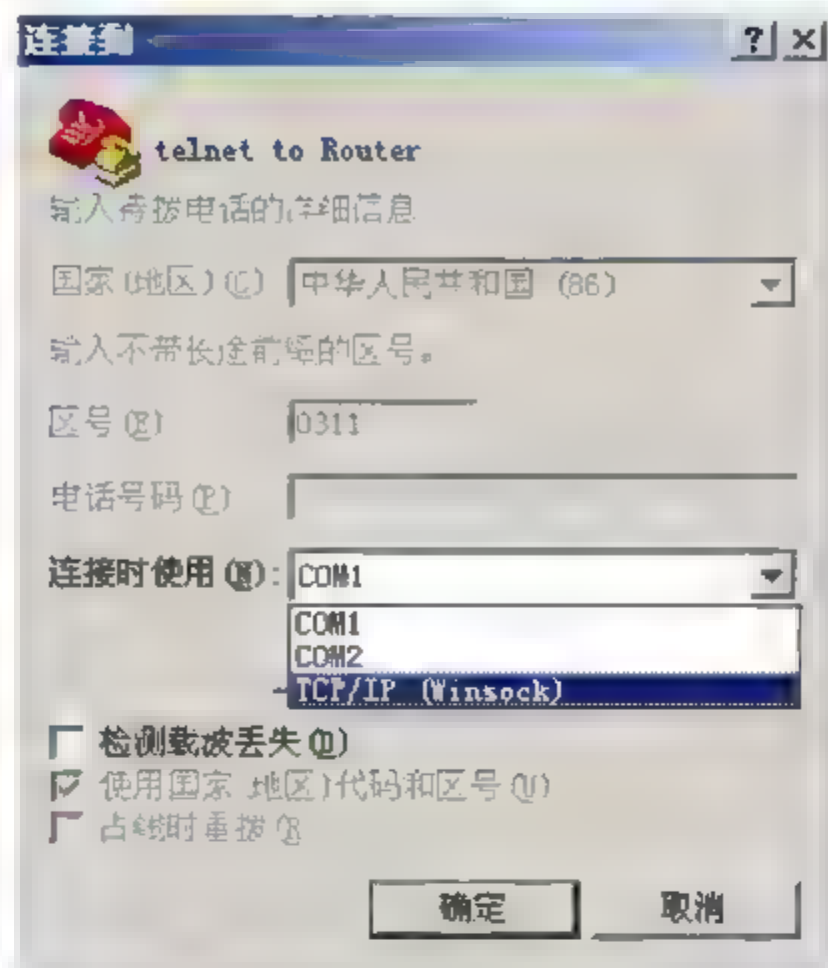 连接到
telnet to Router
输入待拨电话的详细信息
国家(地区)(C) 中华人民共和国 (86)
输入不带长途前缀的区号。
区号(E) 0311
电话号码(P)
连接时使用(N): COM1
COM1
COM2
TCP/IP (Winsock)
检测载波丢失(D)
使用国家 地区)代码和区号(U)
占线时重拨(R
确定 取消